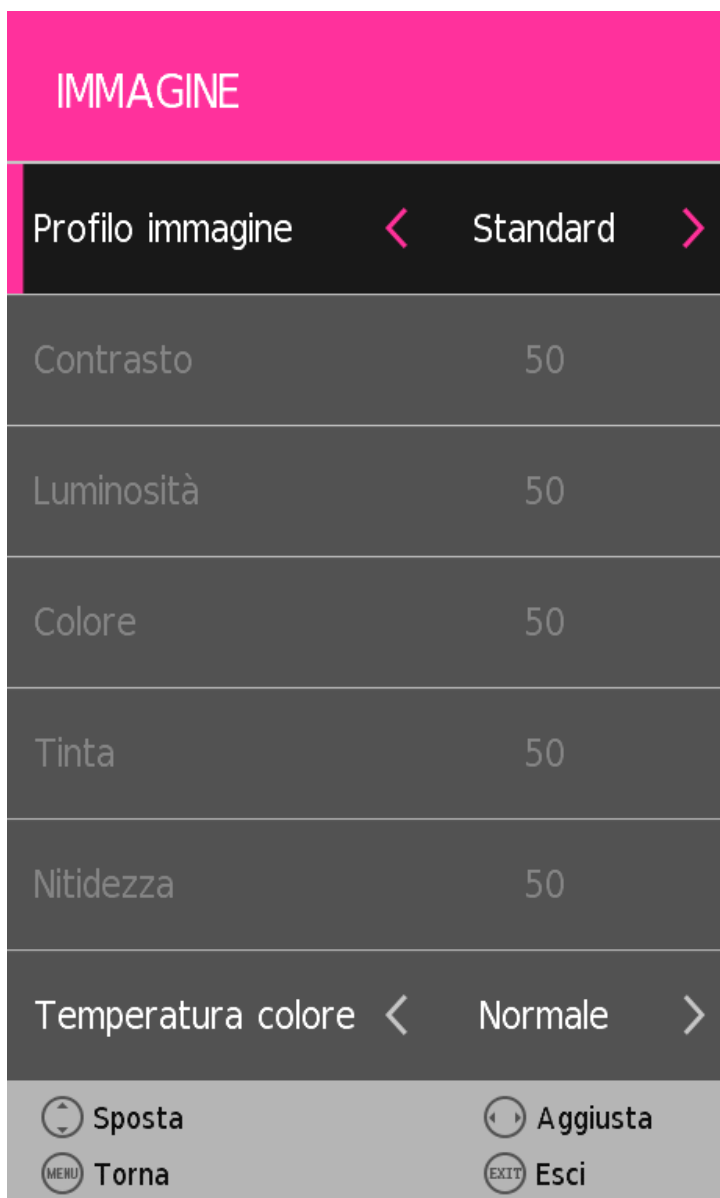 IMMAGINE
Profilo immagine < Standard >
Contrasto 50
Luminosità 50
Colore 50
Tinta 50
Nitidezza 50
Temperatura colore < Normale >
Sposta Aggiusta
MENU Torna EXIT Esci